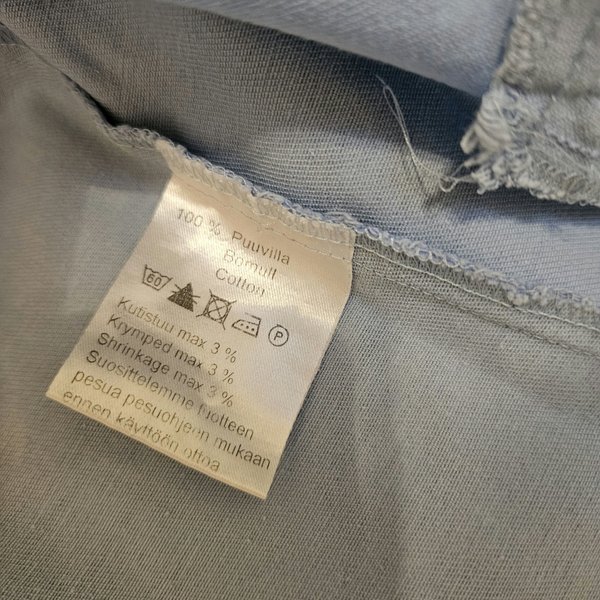 100 % Puuvilla
Bomull
Cotton
60 P
Kutistuu max 3 %
Krymped max 3 %
Shrinkage max 3 %
Suosittelemme tuotteen
pesua pesuohjeen mukaan
ennen käyttöön ottoa